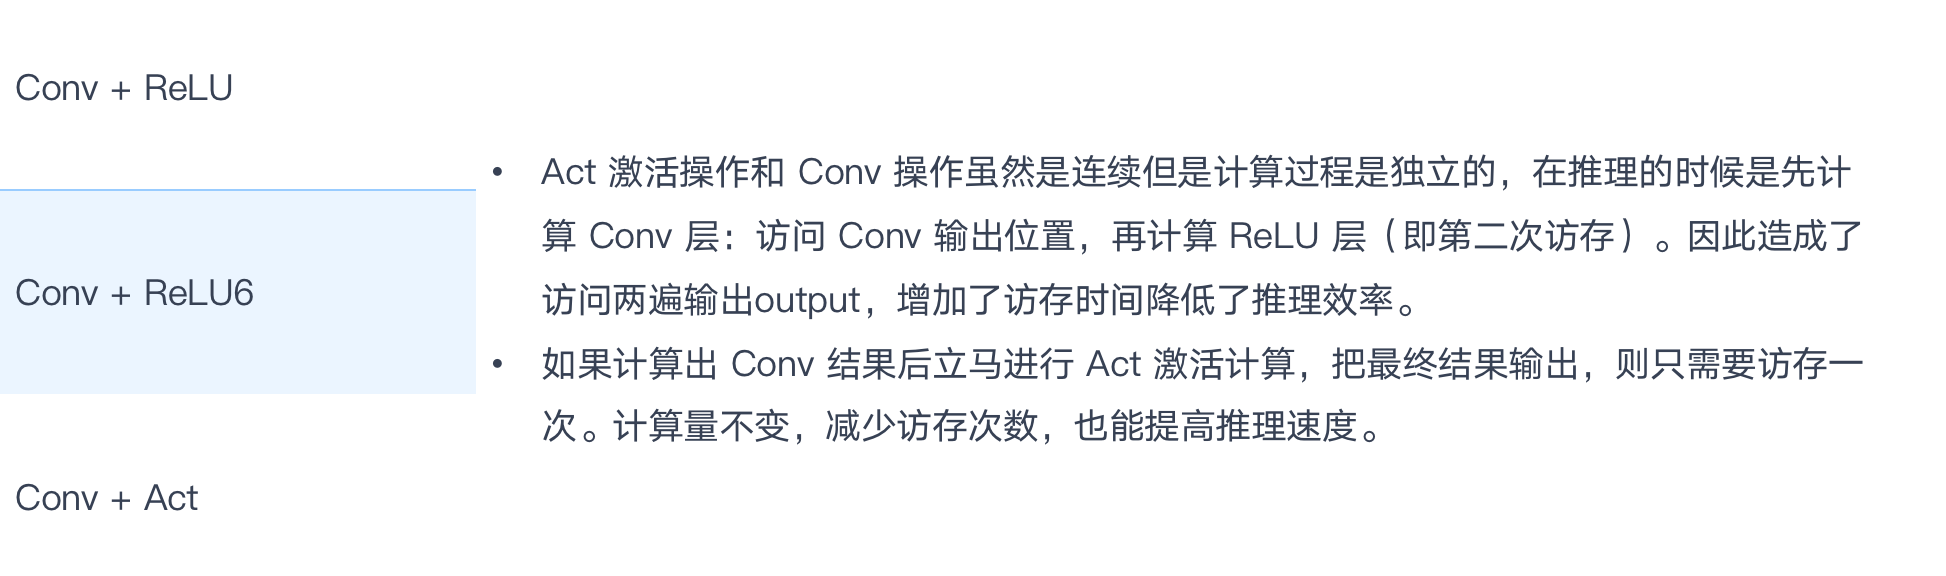 Conv + ReLU
Conv + ReLU6
Conv + Act
• Act 激活操作和 Conv 操作虽然是连续但是计算过程是独立的，在推理的时候是先计
算 Conv 层：访问 Conv 输出位置，再计算 ReLU 层（即第二次访存）。因此造成了
访问两遍输出output，增加了访存时间降低了推理效率。
• 如果计算出 Conv 结果后立马进行 Act 激活计算，把最终结果输出，则只需要访存一
次。计算量不变，减少访存次数，也能提高推理速度。